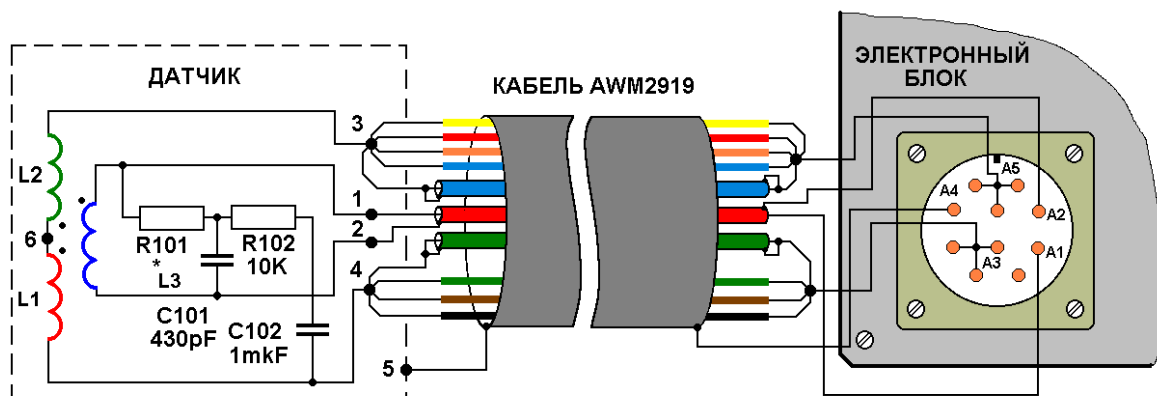 ДАТЧИК
КАБЕЛЬ AWM2919
ЭЛЕКТРОННЫЙ
БЛОК
3
L2
1
2
6
R101
*
L3
R102
10K
L1
C101
430pF
C102
1mkF
4
5
A5
A4
A2
A3
A1